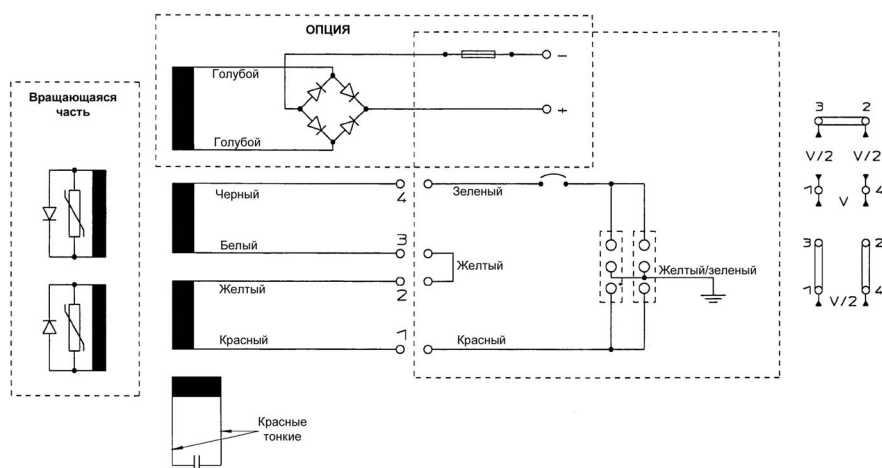 ОПЦИЯ
Голубой
Голубой
Вращающаяся
часть
Черный
4
Зеленый
Белый
3
Желтый
Желтый
2
Желтый/зеленый
Красный
1
Красный
Красные
тонкие
3 2
V/2 V/2
1 V 4
3 2
1 V/2 4